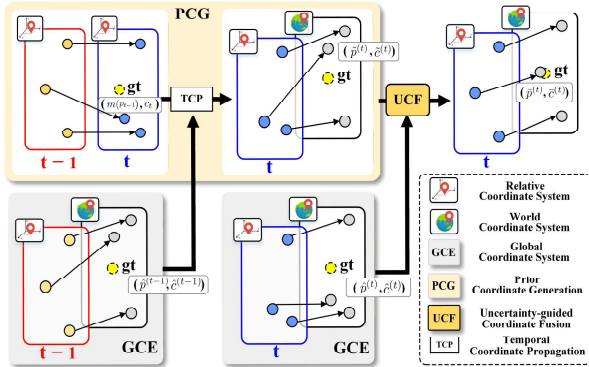 PCG
gt
(m(p_{t-1}), c_t)
t − 1
t
TCP
(p̃^{(t)}, c̃^{(t)})
gt
t
UCF
gt
(p̄^{(t)}, c̄^{(t)})
t
gt
(p̂^{(t-1)}, ĉ^{(t-1)})
t − 1
GCE
gt
(p̂^{(t)}, ĉ^{(t)})
t
GCE
Relative
Coordinate System
World
Coordinate System
GCE
Global
Coordinate System
PCG
Prior
Coordinate Generation
UCF
Uncertainty-guided
Coordinate Fusion
TCP
Temporal
Coordinate Propagation